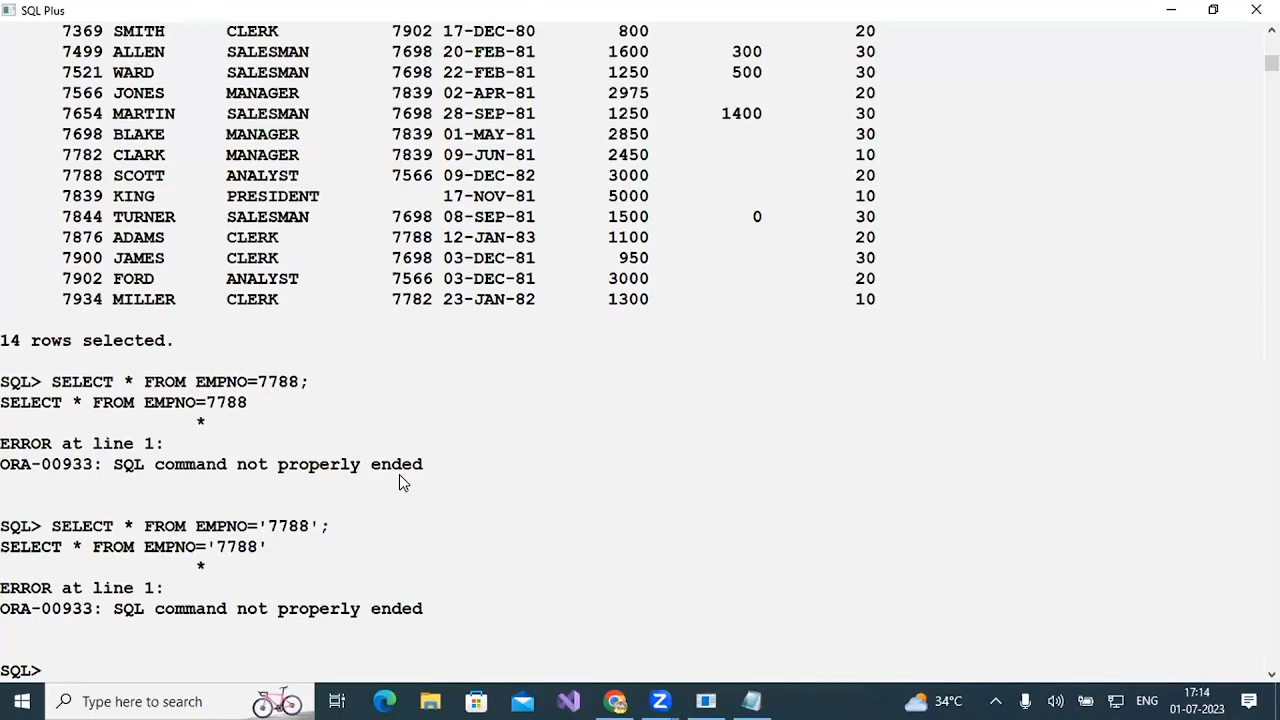 SQL Plus
7369 SMITH CLERK 7902 17-DEC-80 800 20
7499 ALLEN SALESMAN 7698 20-FEB-81 1600 300 30
7521 WARD SALESMAN 7698 22-FEB-81 1250 500 30
7566 JONES MANAGER 7839 02-APR-81 2975 20
7654 MARTIN SALESMAN 7698 28-SEP-81 1250 1400 30
7698 BLAKE MANAGER 7839 01-MAY-81 2850 30
7782 CLARK MANAGER 7839 09-JUN-81 2450 10
7788 SCOTT ANALYST 7566 09-DEC-82 3000 20
7839 KING PRESIDENT 17-NOV-81 5000 10
7844 TURNER SALESMAN 7698 08-SEP-81 1500 0 30
7876 ADAMS CLERK 7788 12-JAN-83 1100 20
7900 JAMES CLERK 7698 03-DEC-81 950 30
7902 FORD ANALYST 7566 03-DEC-81 3000 20
7934 MILLER CLERK 7782 23-JAN-82 1300 10
14 rows selected.
SQL> SELECT * FROM EMPNO=7788;
SELECT * FROM EMPNO=7788
*
ERROR at line 1:
ORA-00933: SQL command not properly ended
SQL> SELECT * FROM EMPNO='7788';
SELECT * FROM EMPNO='7788'
*
ERROR at line 1:
ORA-00933: SQL command not properly ended
SQL>
Type here to search
34°C
ENG
17:14
01-07-2023